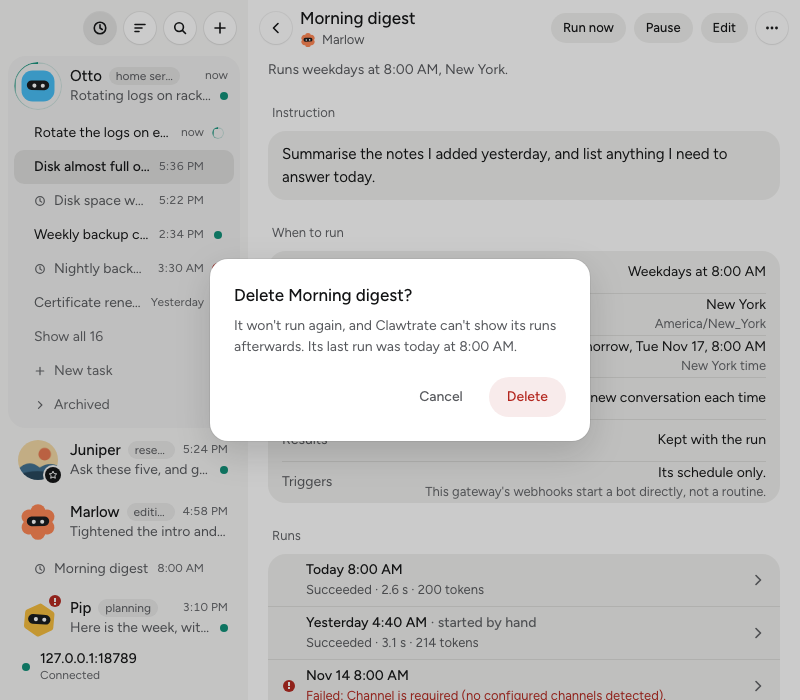 Otto
home ser...
now
Rotating logs on rack...
Rotate the logs on e...
now
Disk almost full o...
5:36 PM
Disk space w...
5:22 PM
Weekly backup c...
2:34 PM
Nightly back...
3:30 AM
Certificate rene...
Yesterday
Show all 16
New task
Archived
Juniper
rese...
5:24 PM
Ask these five, and g...
Marlow
editi...
4:58 PM
Tightened the intro and...
Morning digest
8:00 AM
Pip
planning
3:10 PM
Here is the week, wit...
127.0.0.1:18789
Connected
Morning digest
Marlow
Run now
Pause
Edit
Runs weekdays at 8:00 AM, New York.
Instruction
Summarise the notes I added yesterday, and list anything I need to
answer today.
When to run
Weekdays at 8:00 AM
New York
America/New_York
Tue Nov 17, 8:00 AM
New York time
new conversation each time
Results
Kept with the run
Triggers
Its schedule only.
This gateway's webhooks start a bot directly, not a routine.
Delete Morning digest?
It won't run again, and Clawtrate can't show its runs
afterwards. Its last run was today at 8:00 AM.
Cancel
Delete
Runs
Today 8:00 AM
Succeeded · 2.6 s · 200 tokens
Yesterday 4:40 AM · started by hand
Succeeded · 3.1 s · 214 tokens
Nov 14 8:00 AM
Failed: Channel is required (no configured channels detected).